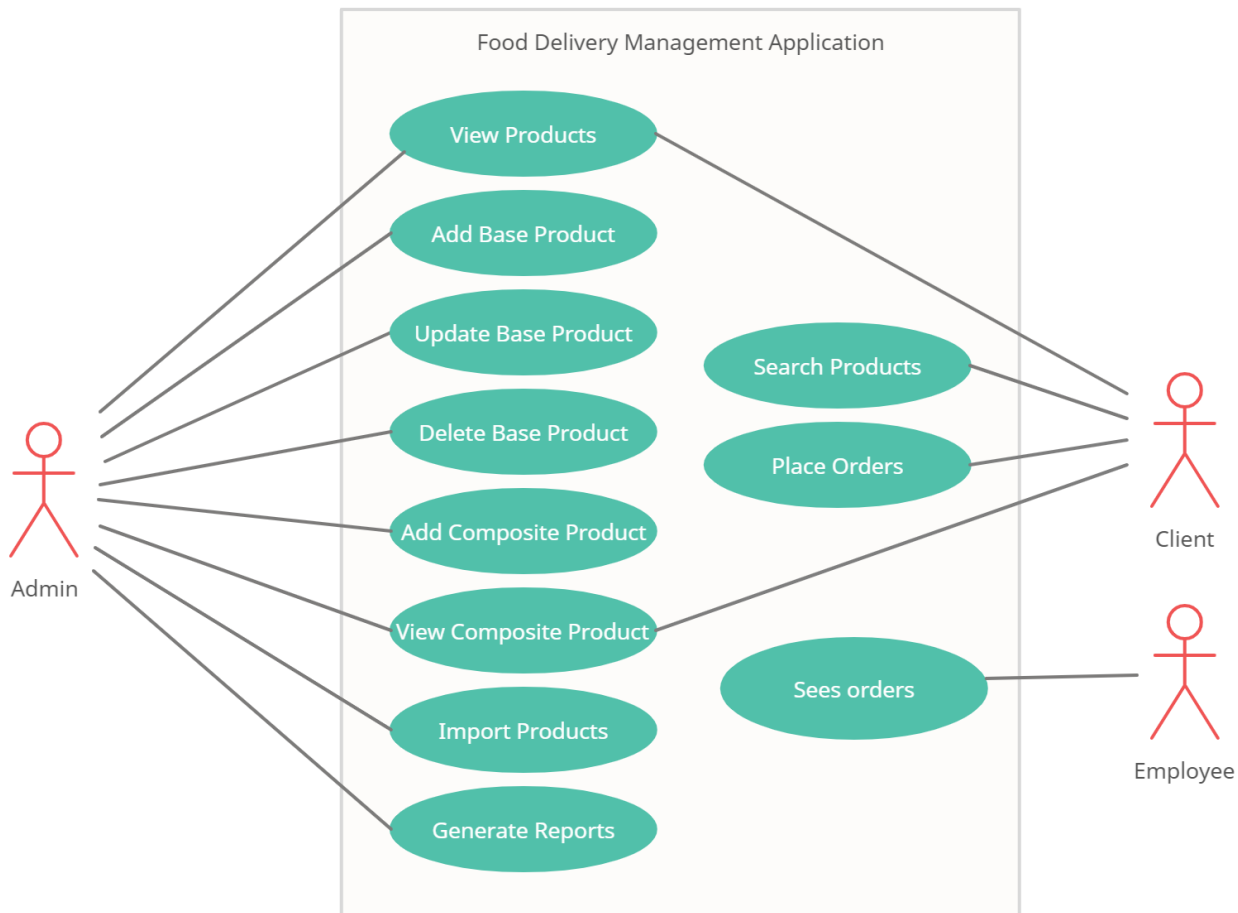 Food Delivery Management Application
View Products
Add Base Product
Update Base Product
Search Products
Delete Base Product
Place Orders
Add Composite Product
Client
Admin
View Composite Product
Sees orders
Import Products
Employee
Generate Reports